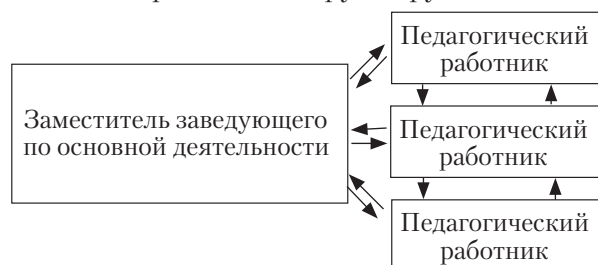 Педагогический
работник
Заместитель заведующего
по основной деятельности
Педагогический
работник
Педагогический
работник